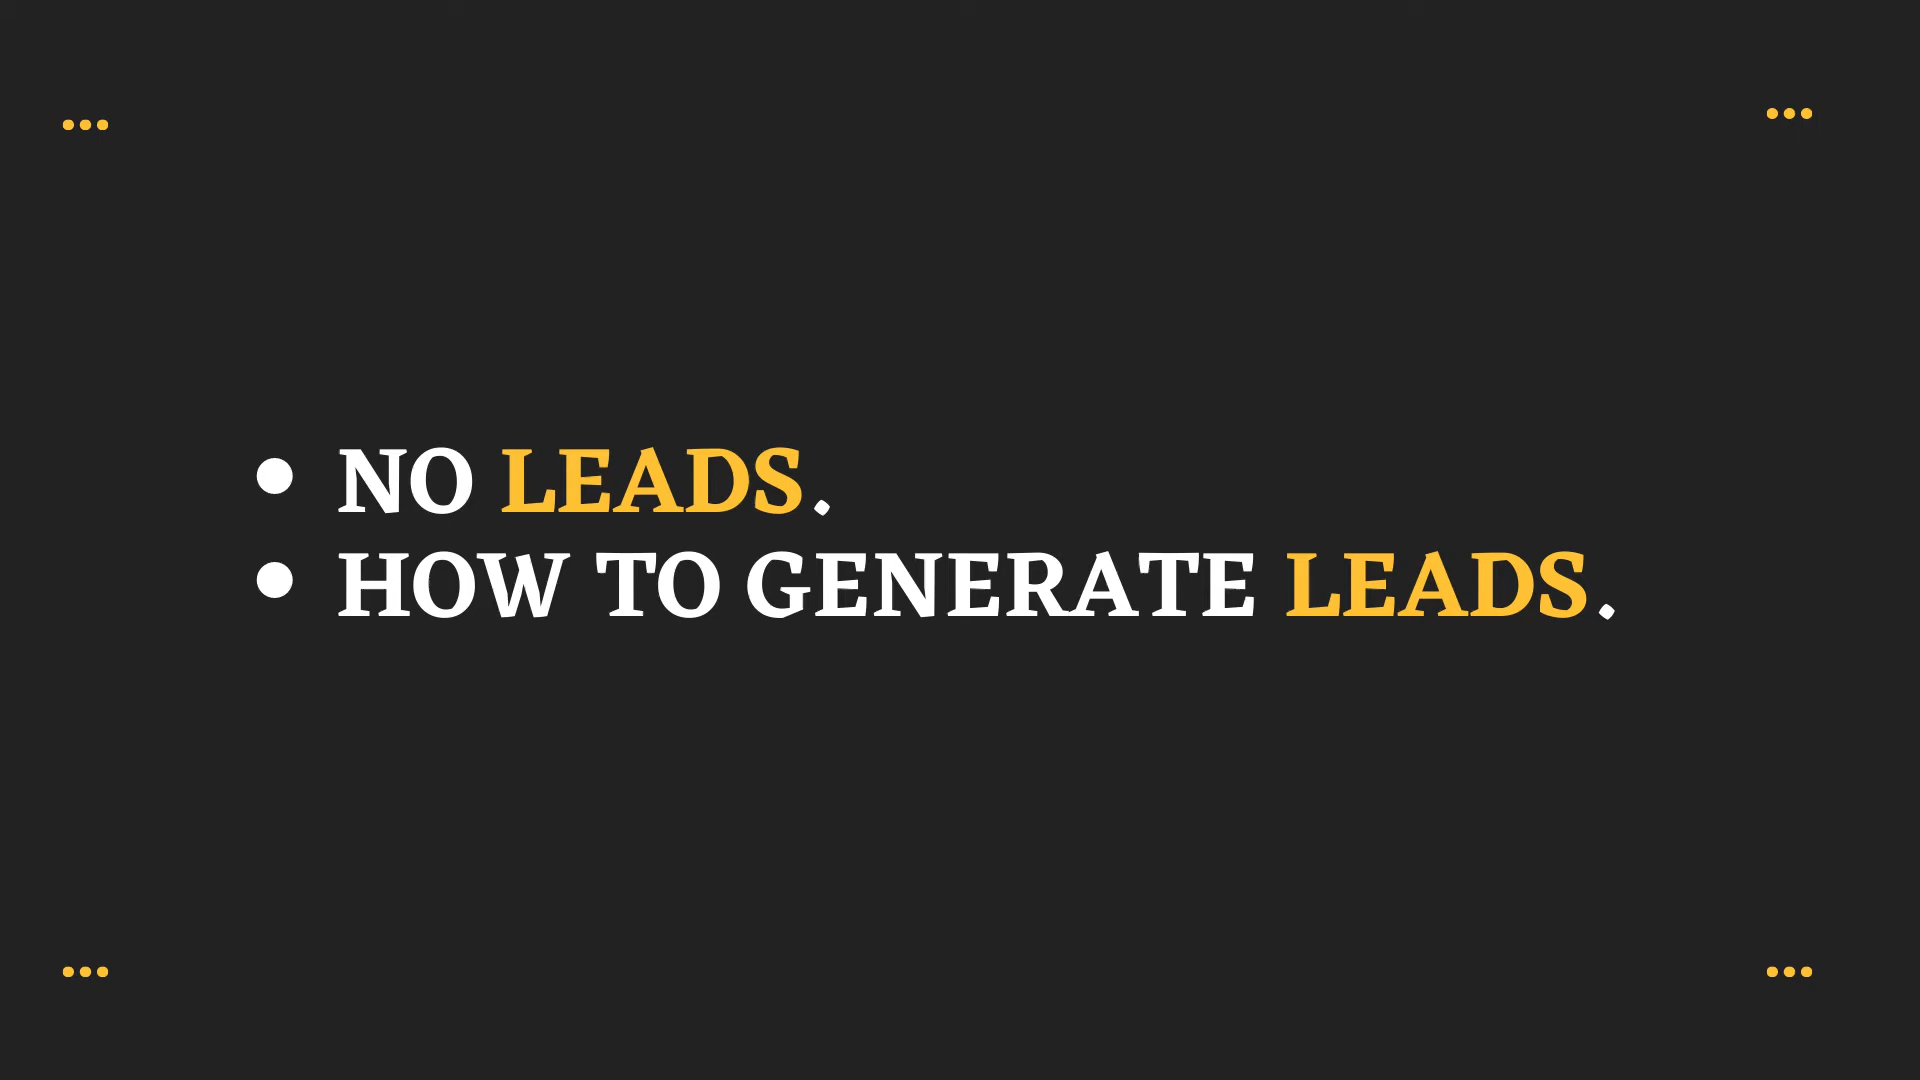 • NO LEADS.
• HOW TO GENERATE LEADS.